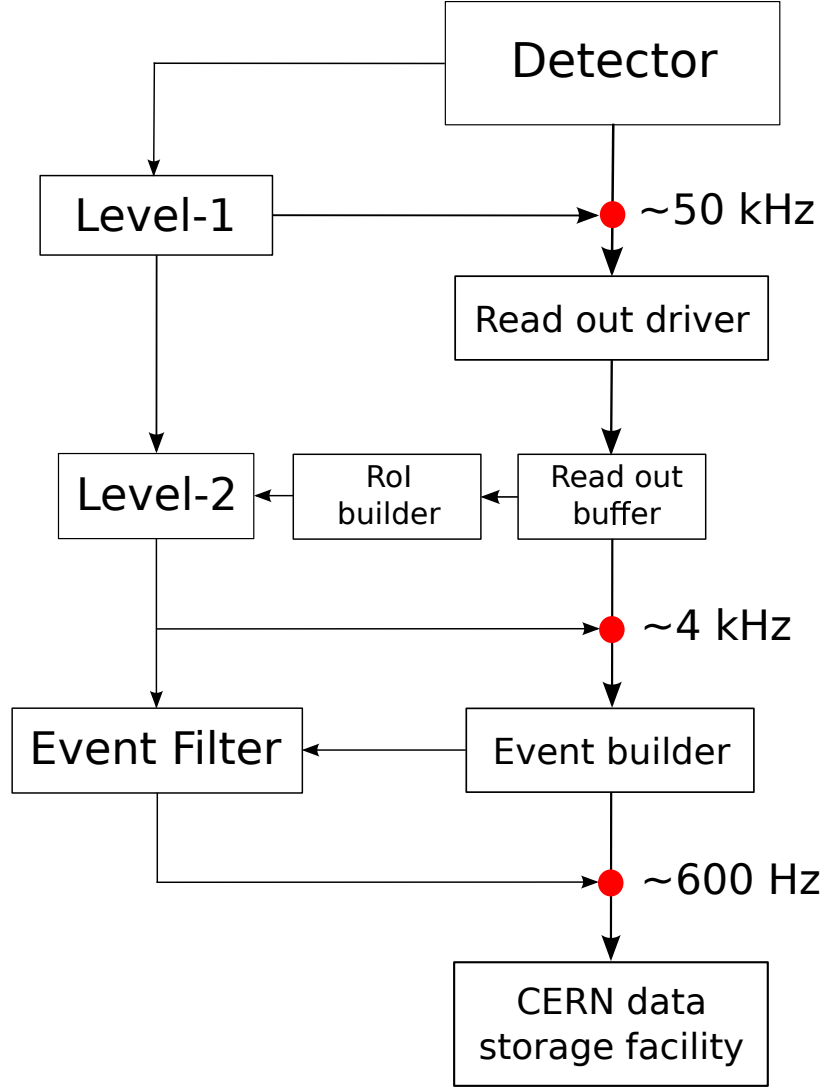 Detector
Level-1
~50 kHz
Read out driver
Level-2
RoI
builder
Read out
buffer
~4 kHz
Event Filter
Event builder
~600 Hz
CERN data
storage facility